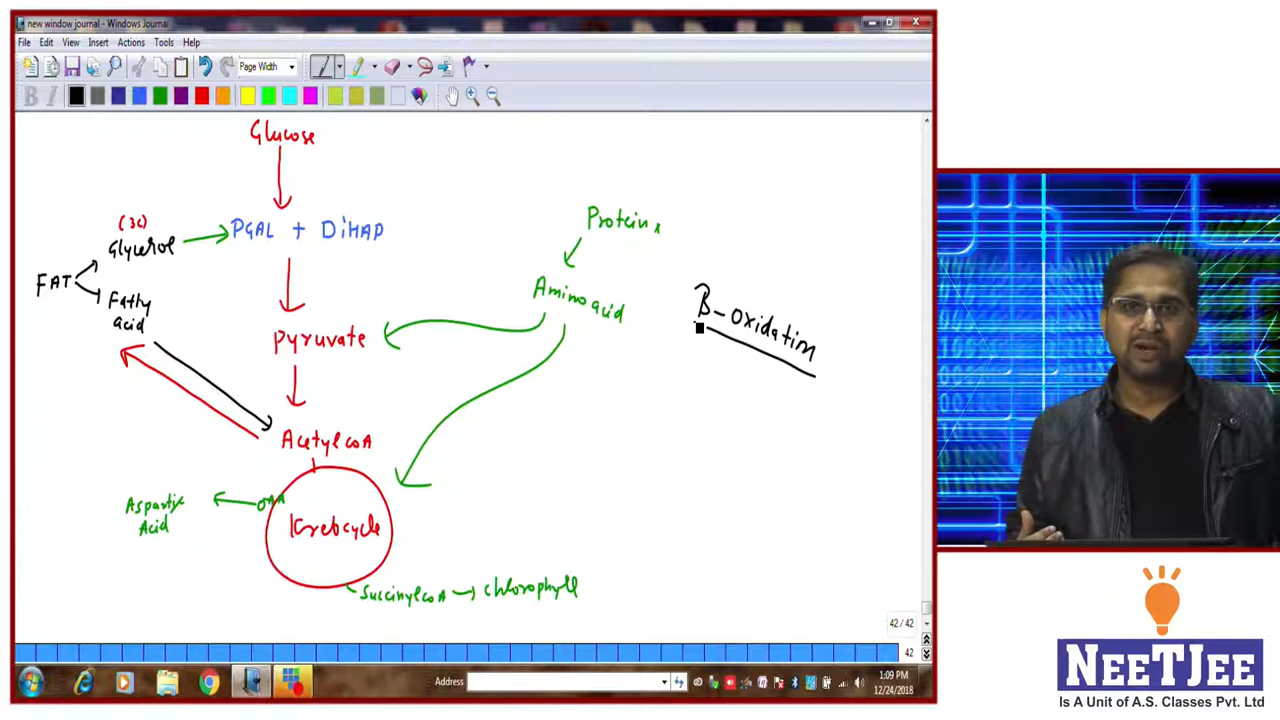 new window journal - Windows Journal
File Edit View Insert Actions Tools Help
Page Width
Glucose
(3C)
Glycerol
PGAL + DiHAP
FAT
Fatty
acid
Pyruvate
Protein
Amino acid
β-oxidation
Acetyl coA
Aspartic
Acid
OAA
Krebcycle
Succinyl coA → chlorophyll
42 / 42
42
Address
1:09 PM
12/24/2018
NEETJEE
Is A Unit of A.S. Classes Pvt. Ltd